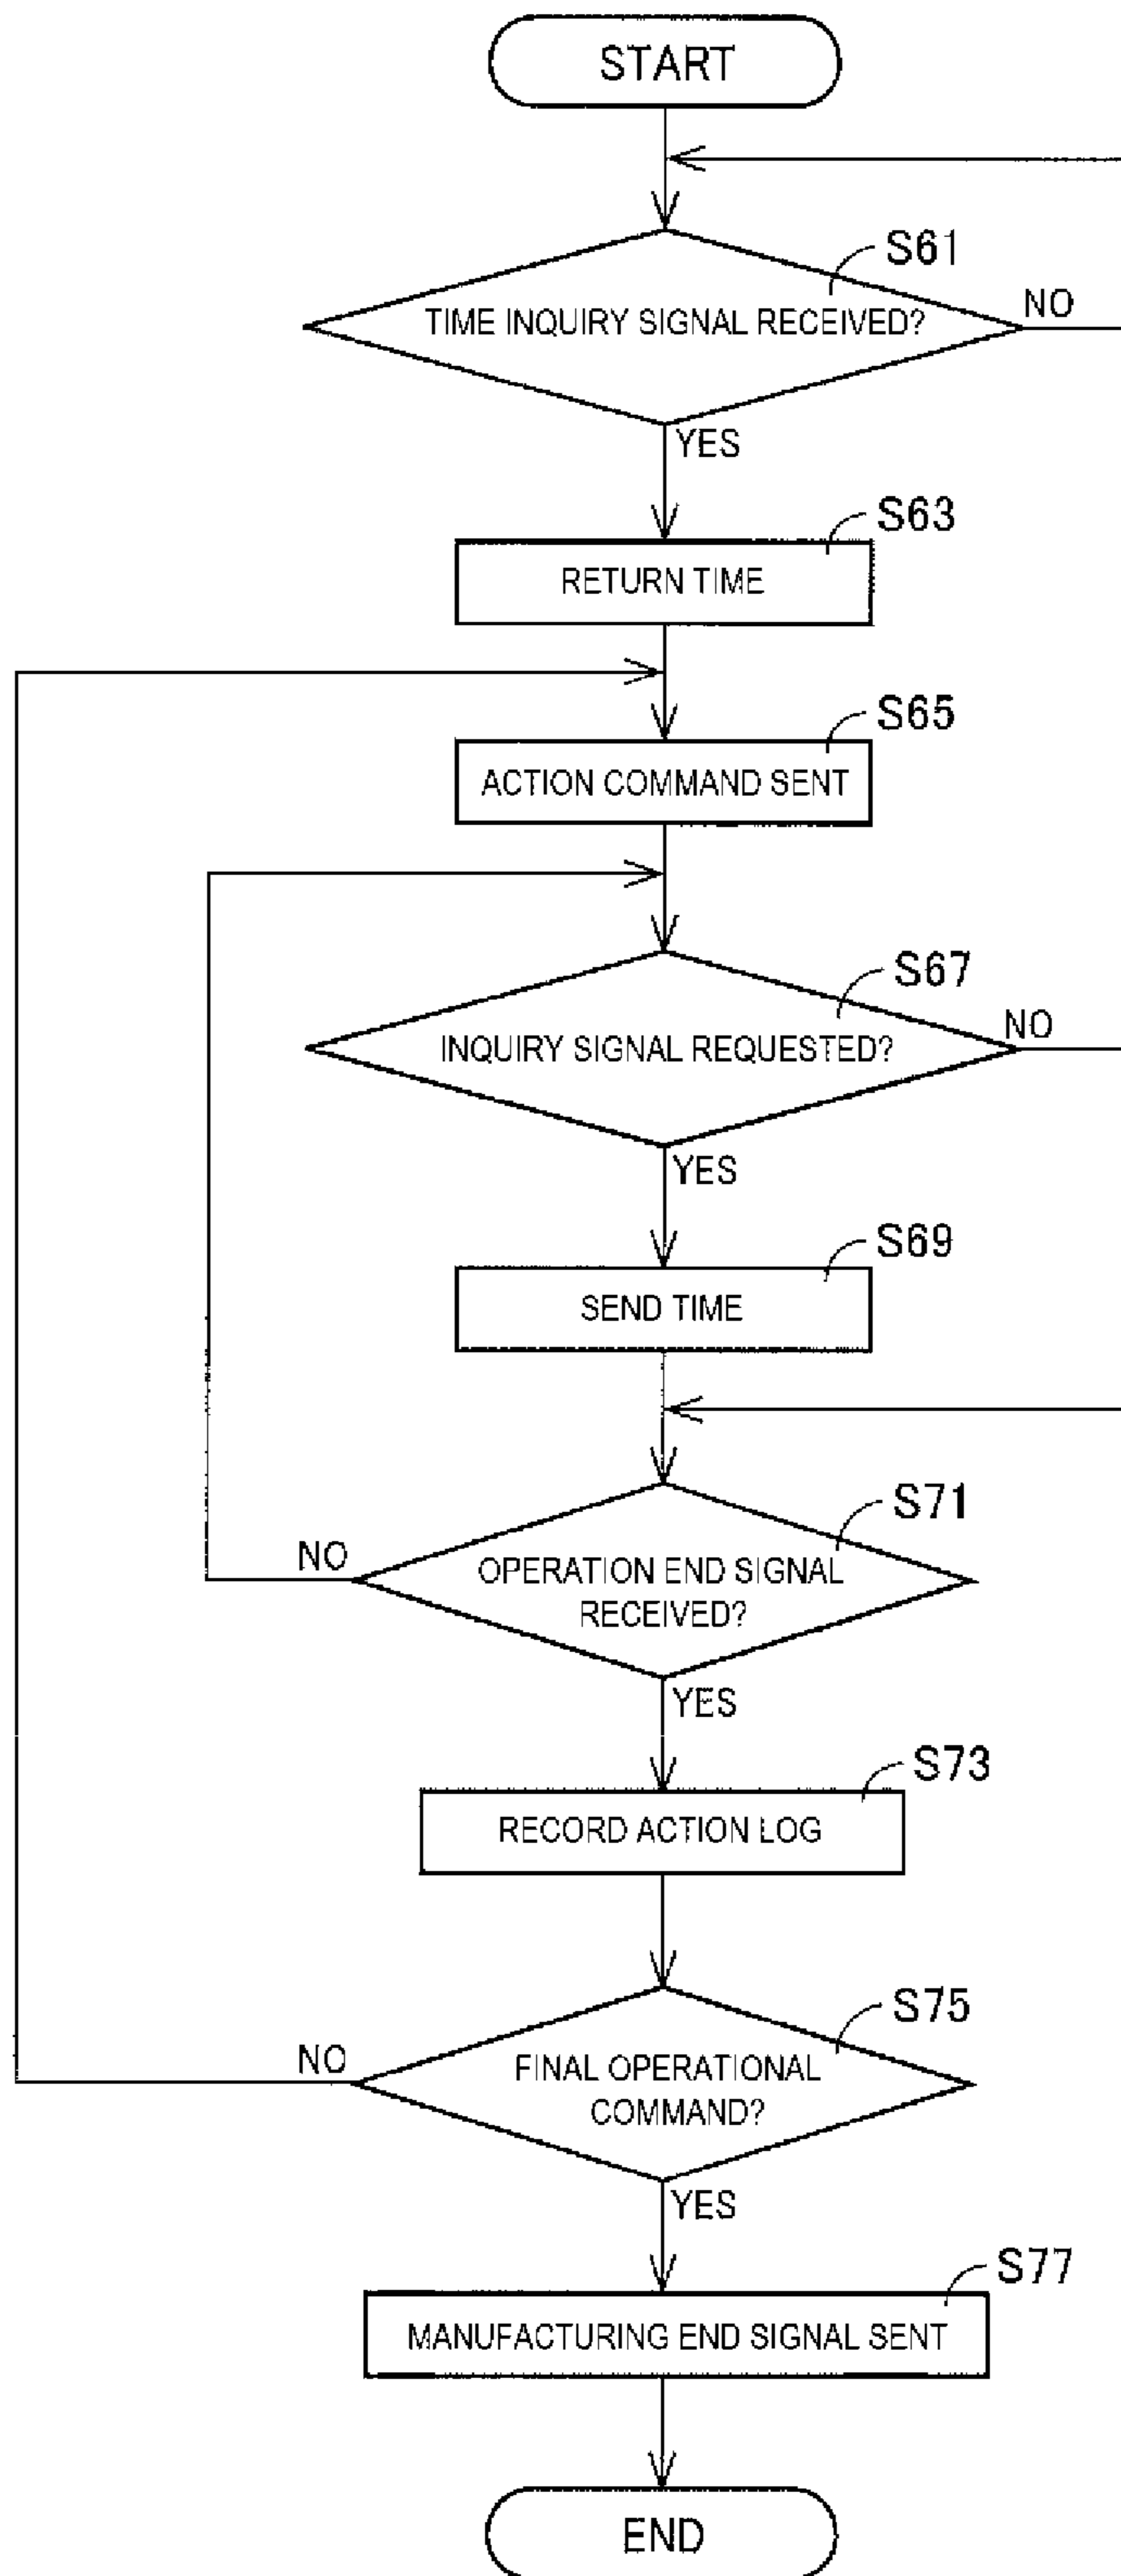 START
S61
TIME INQUIRY SIGNAL RECEIVED?
NO
YES
S63
RETURN TIME
S65
ACTION COMMAND SENT
S67
INQUIRY SIGNAL REQUESTED?
NO
YES
S69
SEND TIME
S71
NO
OPERATION END SIGNAL
RECEIVED?
YES
S73
RECORD ACTION LOG
S75
NO
FINAL OPERATIONAL
COMMAND?
YES
S77
MANUFACTURING END SIGNAL SENT
END